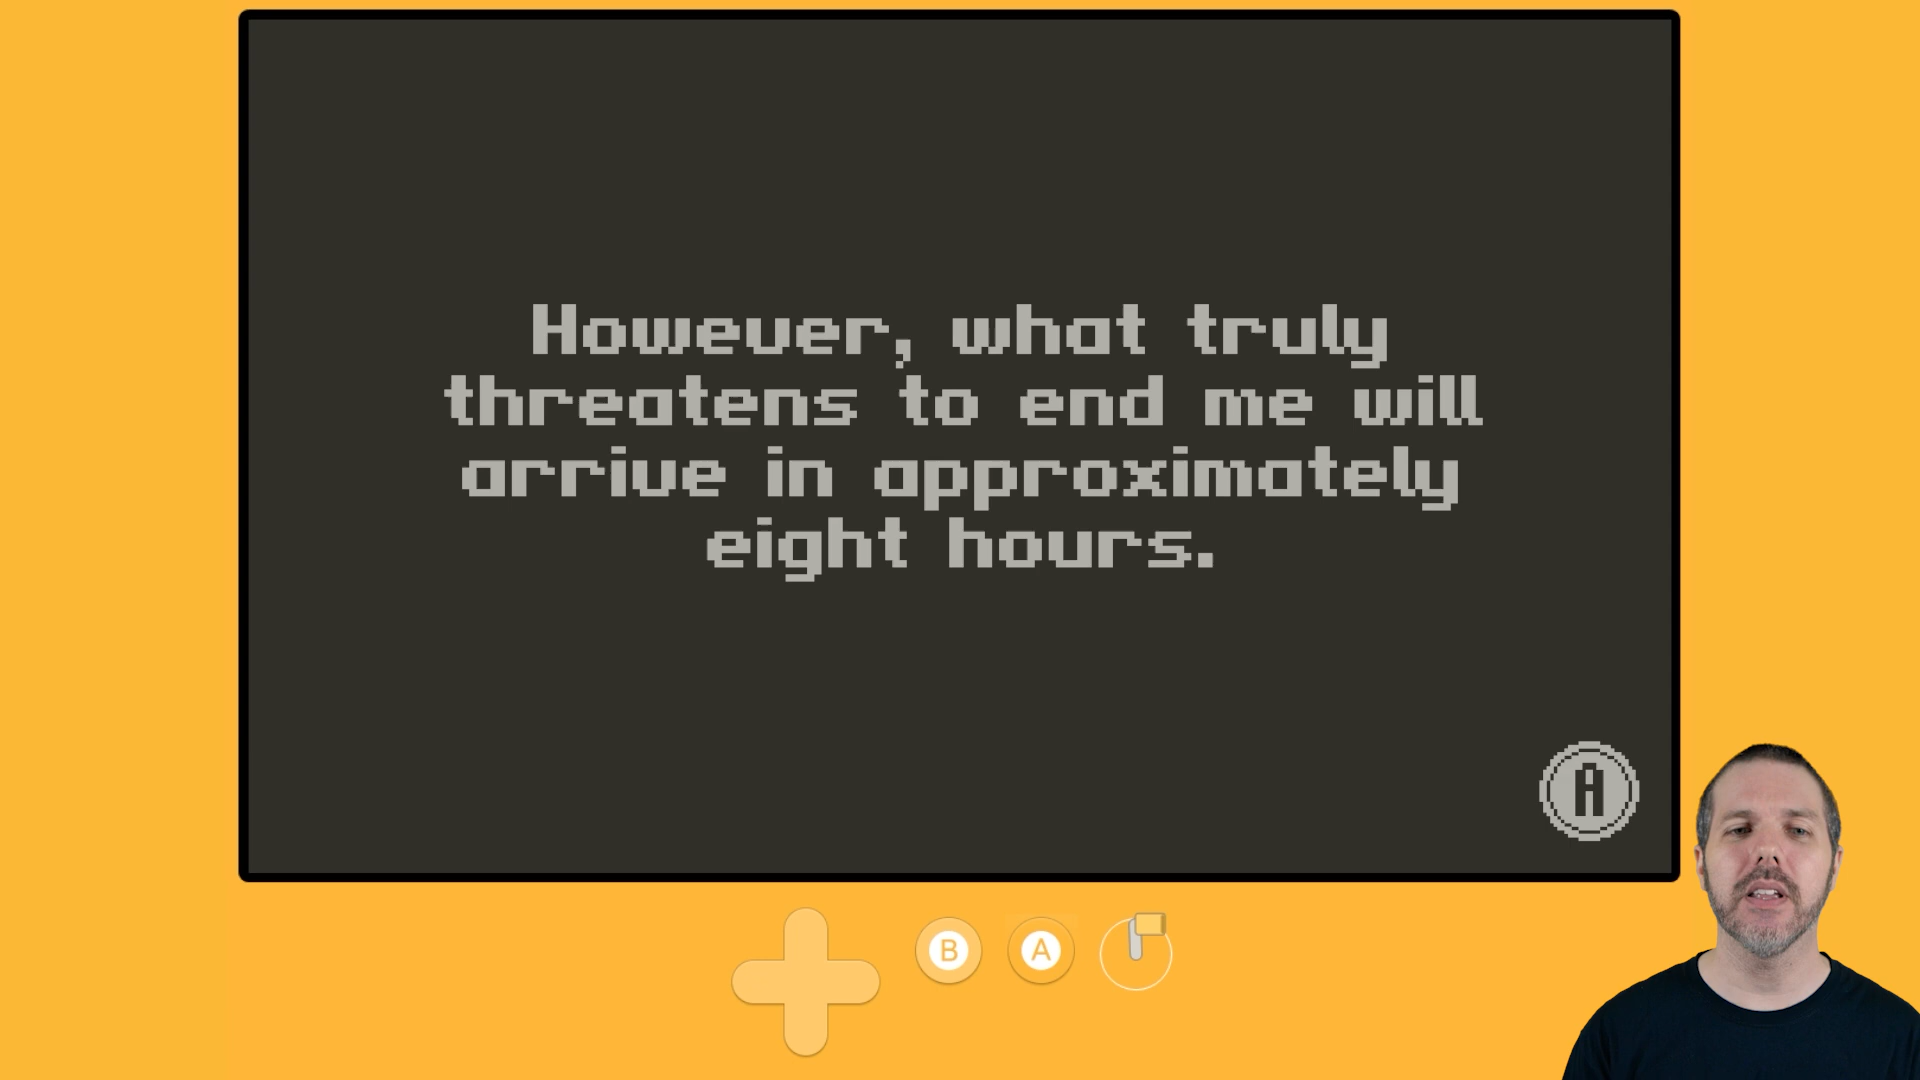 However, what truly
threatens to end me will
arrive in approximately
eight hours.
A
B
A